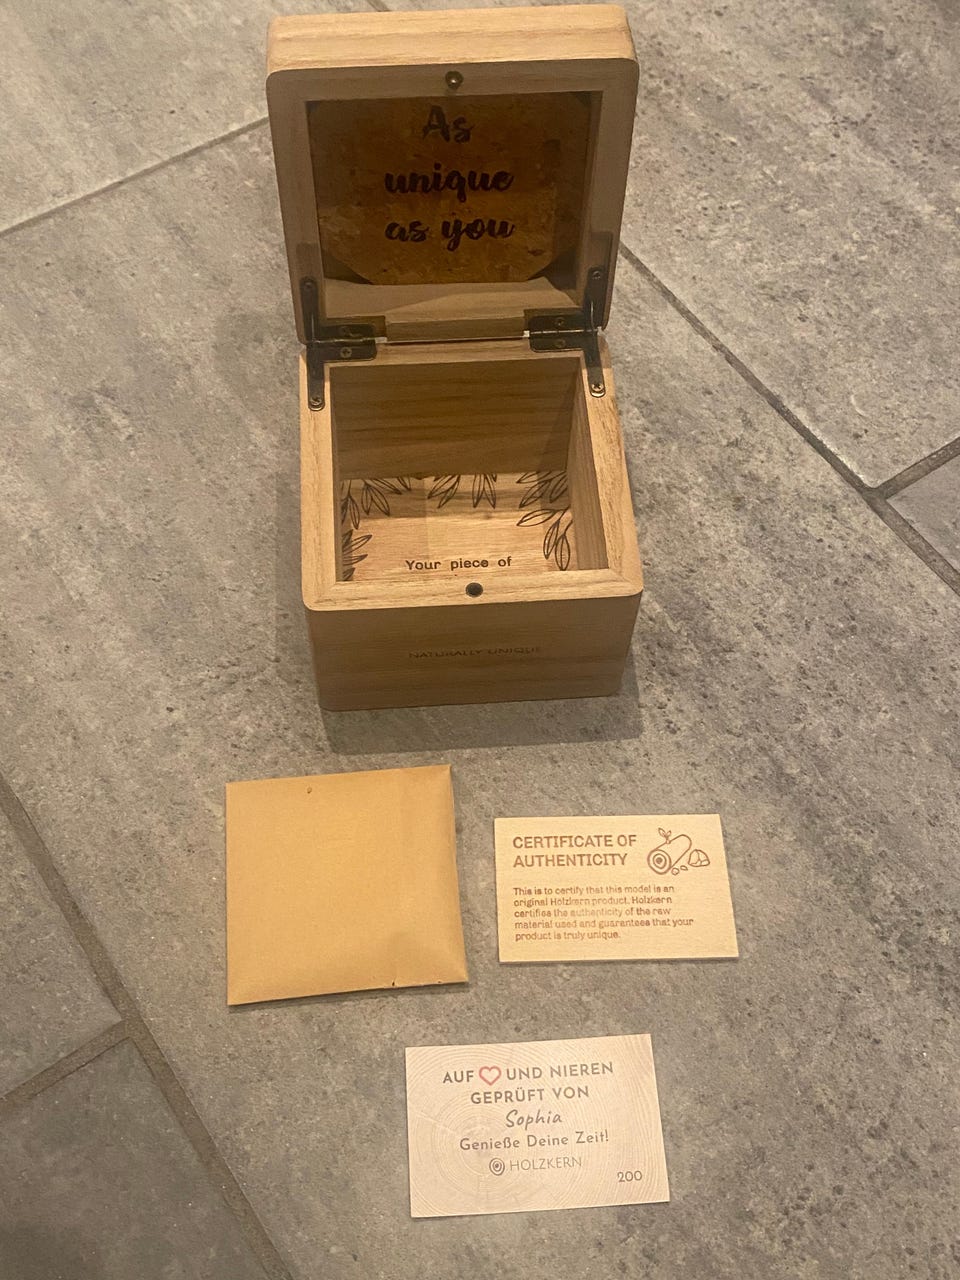 As
unique
as you
Your piece of
NATURALLY UNIQUE
CERTIFICATE OF
AUTHENTICITY
This is to certify that this model is an
original Holzkern product. Holzkern
certifies the authenticity of the raw
material used and guarantees that your
product is truly unique.
AUF ❤ UND NIEREN
GEPRÜFT VON
Sophia
Genieße Deine Zeit!
HOLZKERN
200